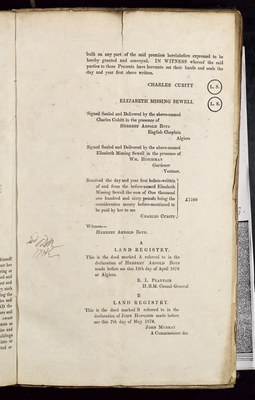 built on any part of the said premises hereinbefore expressed to be
hereby granted and conveyed. IN WITNESS whereof the said
parties to these Presents have hereunto set their hands and seals the
day and year first above written.
CHARLES CUBITT L. S.
ELIZABETH MISSING SEWELL L. S.
Signed Sealed and Delivered by the above-named
Charles Cubitt in the presence of
HERBERT ARNOLD BOYS
English Chaplain
Algiers
Signed Sealed and Delivered by the above-named
Elizabeth Missing Sewell in the presence of
WM.
Gardener
Ventnor.
Received the day and year first before-written
of and from the before-named Elizabeth
Missing Sewell the sum of One thousand
one hundred and sixty pounds being the
consideration money before-mentioned to
be paid by her to me
£1160
CHARLES CUBITT.
Witness—
HERBERT ARNOLD BOYS.
A
LAND REGISTRY.
This is the deed marked A referred to in the
declaration of HERBERT ARNOLD BOYS
made before me this 18th day of April 1878
at Algiers.
R. L. PLAYFAIR
H.B.M. Consul-General
B
LAND REGISTRY.
This is the deed marked B referred to in the
declaration of JOHN made before
me this 7th day of May 1878.
JOHN MURRAY
A Commissioner &c.